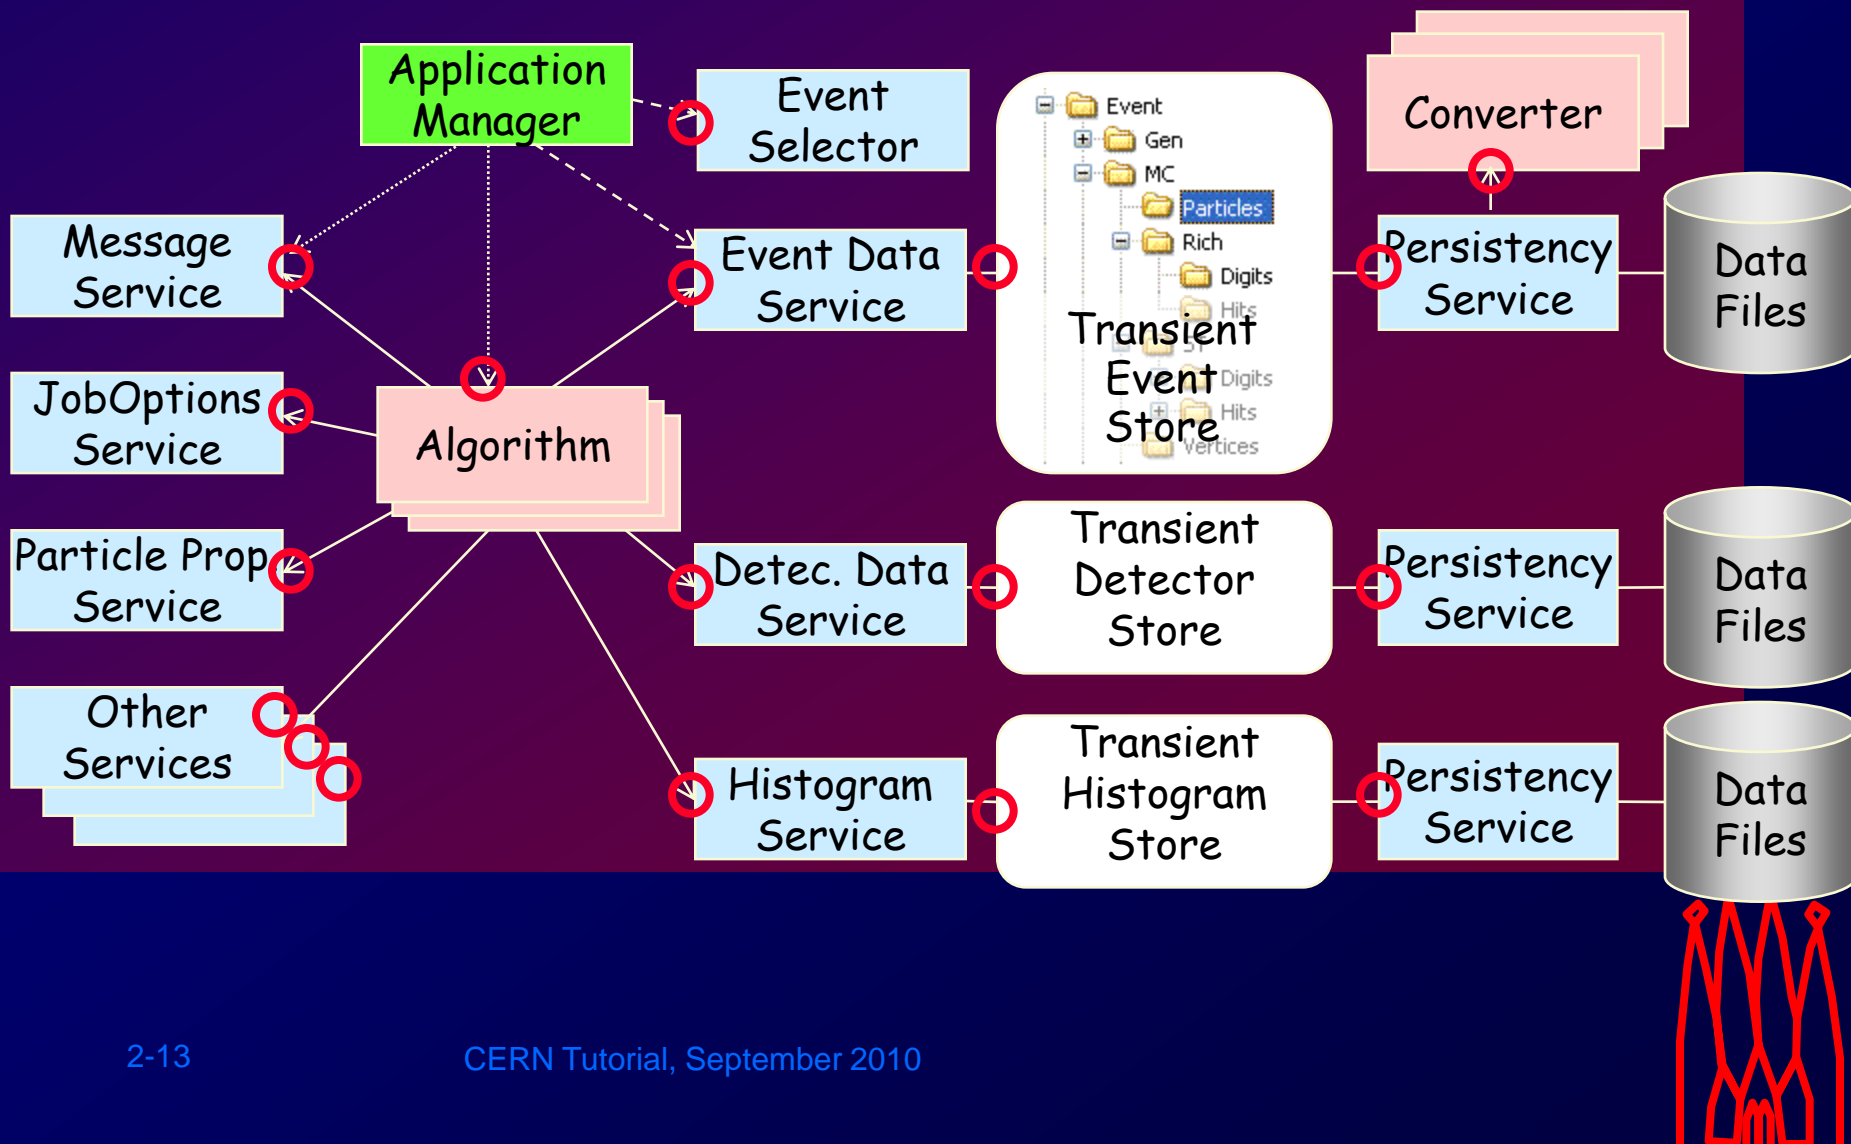 Application
Manager
Event
Selector
Event
Gen
MC
Particles
Rich
Digits
Hits
ST
Digits
Hits
Vertices
Transient
Event
Store
Converter
Message
Service
Event Data
Service
Persistency
Service
Data
Files
JobOptions
Service
Algorithm
Particle Prop.
Service
Detec. Data
Service
Transient
Detector
Store
Persistency
Service
Data
Files
Other
Services
Histogram
Service
Transient
Histogram
Store
Persistency
Service
Data
Files
2-13
CERN Tutorial, September 2010